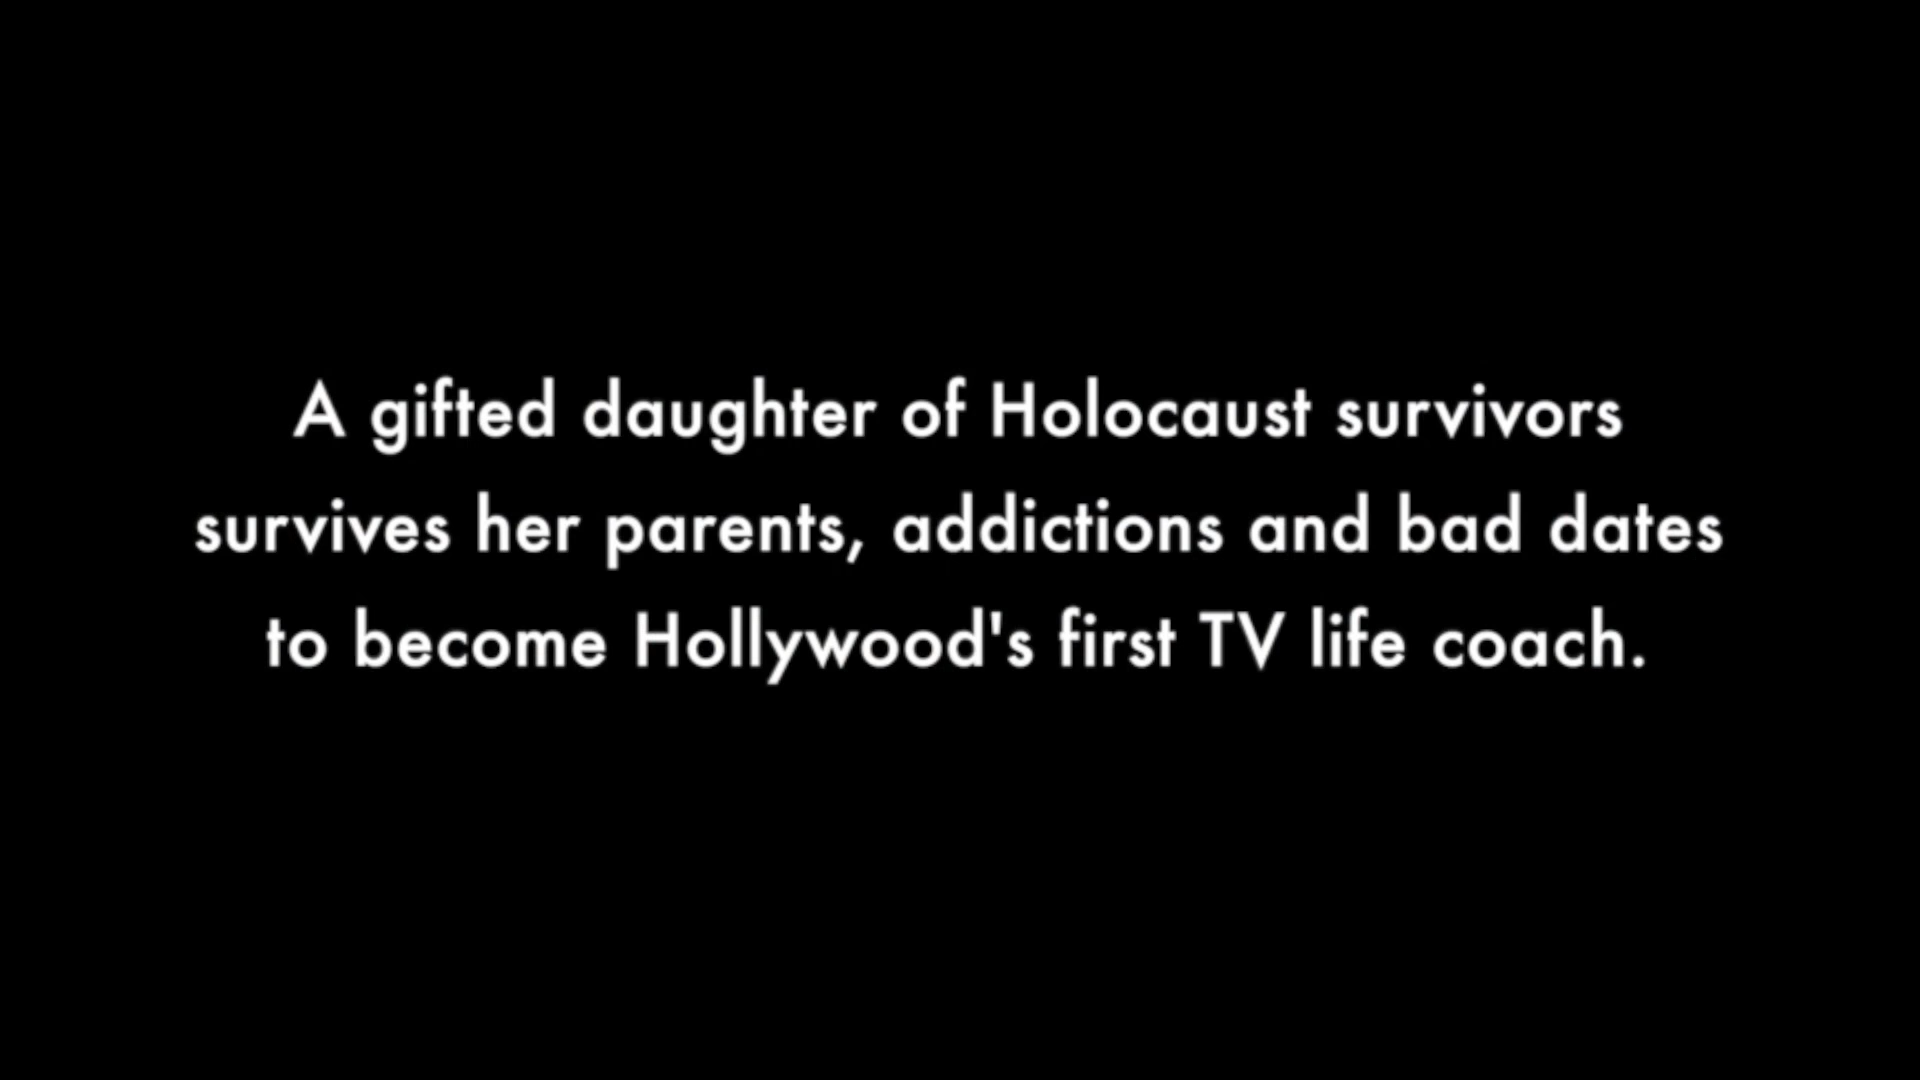 A gifted daughter of Holocaust survivors
survives her parents, addictions and bad dates
to become Hollywood's first TV life coach.